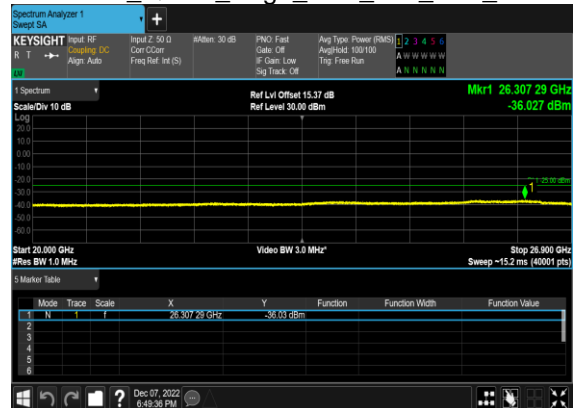 Spectrum Analyzer 1
Swept SA
+
KEYSIGHT Input: RF Input Z: 50 Ω #Atten: 30 dB PNO: Fast Avg Type: Power (RMS) 1 2 3 4 5 6
R T Coupling: DC Corr CCorr Gate: Off Avg|Hold: 100/100 A W W W W W
Align: Auto Freq Ref: Int (S) IF Gain: Low Trig: Free Run
LW Sig Track: Off A N N N N N
1 Spectrum Ref Lvl Offset 15.37 dB Mkr1 26.307 29 GHz
Scale/Div 10 dB Ref Level 30.00 dBm -36.027 dBm
Log
20.0
10.0
0.00
-10.0
-20.0
-25.00 dBm
-30.0
1
-40.0
-50.0
-60.0
Start 20.000 GHz Video BW 3.0 MHz* Stop 26.900 GHz
#Res BW 1.0 MHz Sweep ~15.2 ms (40001 pts)
5 Marker Table
Mode Trace Scale X Y Function Function Width Function Value
1 N 1 f 26.307 29 GHz -36.03 dBm
2
3
4
5
6
? Dec 07, 2022
6:49:36 PM